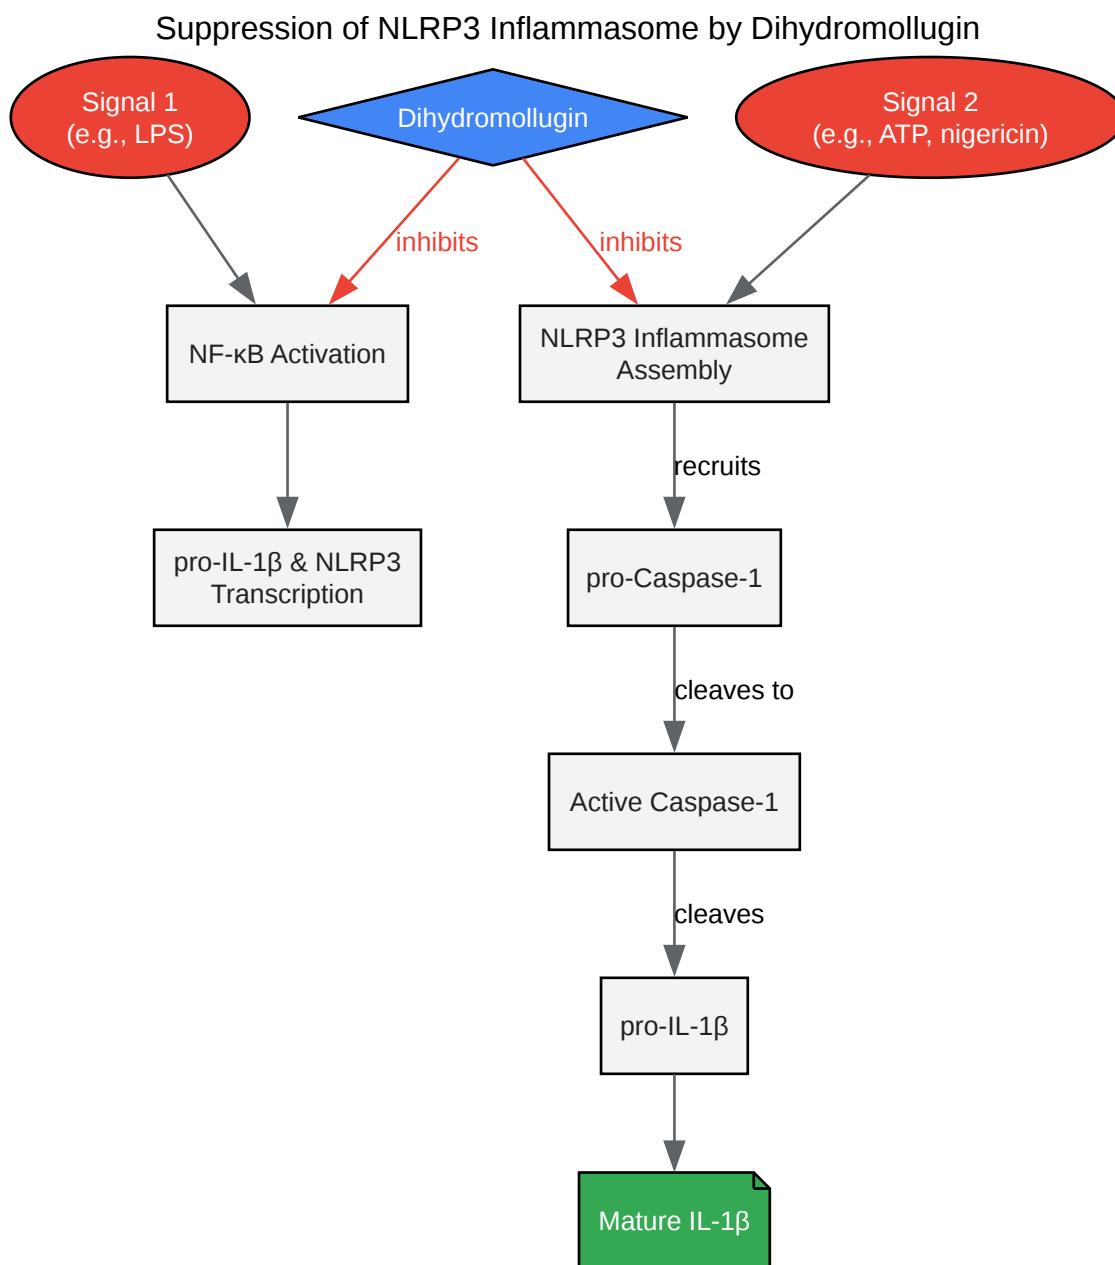 Suppression of NLRP3 Inflammasome by Dihydromollugin
Signal 1
(e.g., LPS)
Dihydromollugin
Signal 2
(e.g., ATP, nigericin)
inhibits
inhibits
NF-κB Activation
NLRP3 Inflammasome
Assembly
recruits
pro-IL-1β & NLRP3
Transcription
pro-Caspase-1
cleaves to
Active Caspase-1
cleaves
pro-IL-1β
Mature IL-1β